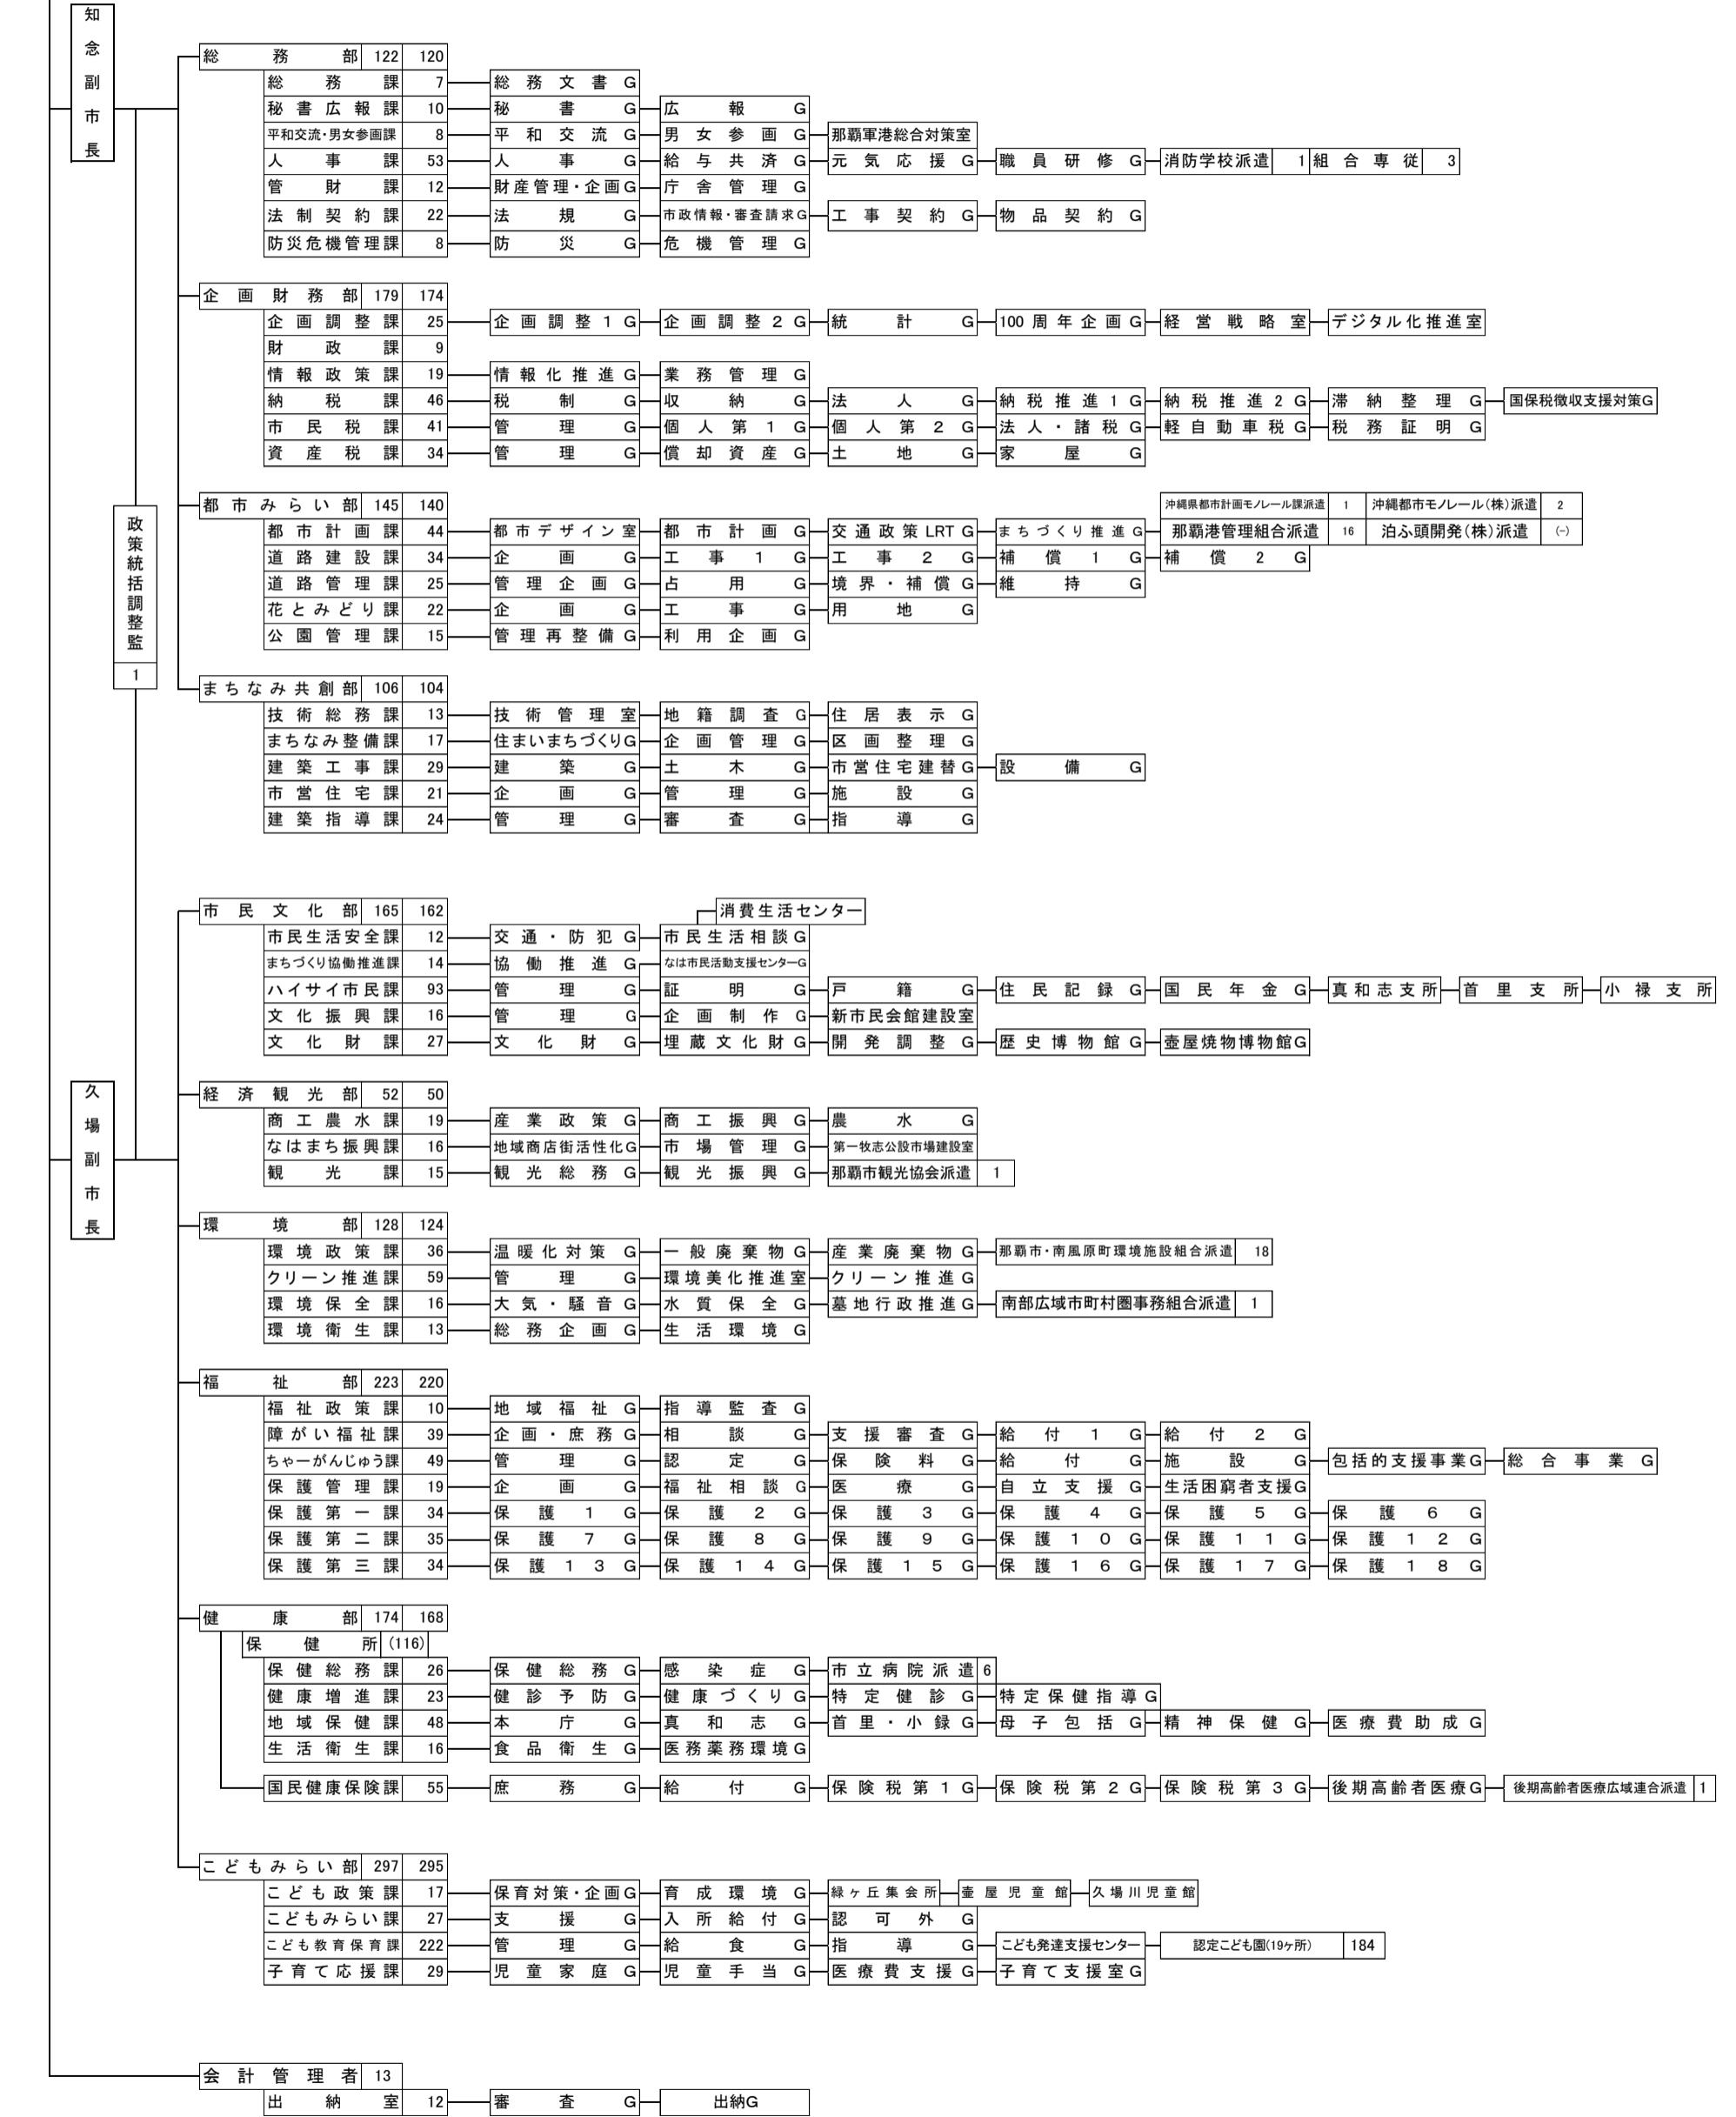 知念副市長
総務部 122 120
総務課 7 総務文書G
秘書広報課 10 秘書G 広報G
平和交流・男女参画課 8 平和交流G 男女参画G 那覇軍港総合対策室
人事課 53 人事G 給与共済G 元気応援G 職員研修G 消防学校派遣 1 組合専従 3
管財課 12 財産管理・企画G 庁舎管理G
法制契約課 22 法規G 市政情報・審査請求G 工事契約G 物品契約G
防災危機管理課 8 防災G 危機管理G
企画財務部 179 174
企画調整課 25 企画調整1G 企画調整2G 統計G 100周年企画G 経営戦略室 デジタル化推進室
財政課 9
情報政策課 19 情報化推進G 業務管理G
納税課 46 税制G 収納G 法人G 納税推進1G 納税推進2G 滞納整理G 国保税徴収支援対策G
市民税課 41 管理G 個人第1G 個人第2G 法人・諸税G 軽自動車税G 税務証明G
資産税課 34 管理G 償却資産G 土地G 家屋G
政策統括調整監
1
都市みらい部 145 140 沖縄県都市計画モノレール課派遣 1 沖縄都市モノレール(株)派遣 2
都市計画課 44 都市デザイン室 都市計画G 交通政策LRTG まちづくり推進G 那覇港管理組合派遣 16 泊ふ頭開発(株)派遣 (-)
道路建設課 34 企画G 工事1G 工事2G 補償1G 補償2G
道路管理課 25 管理企画G 占用G 境界・補償G 維持G
花とみどり課 22 企画G 工事G 用地G
公園管理課 15 管理再整備G 利用企画G
まちなみ共創部 106 104
技術総務課 13 技術管理室 地籍調査G 住居表示G
まちなみ整備課 17 住まいまちづくりG 企画管理G 区画整理G
建築工事課 29 建築G 土木G 市営住宅建替G 設備G
市営住宅課 21 企画G 管理G 施設G
建築指導課 24 管理G 審査G 指導G
久場副市長
市民文化部 165 162 消費生活センター
市民生活安全課 12 交通・防犯G 市民生活相談G
まちづくり協働推進課 14 協働推進G なは市民活動支援センターG
ハイサイ市民課 93 管理G 証明G 戸籍G 住民記録G 国民年金G 真和志支所 首里支所 小禄支所
文化振興課 16 管理G 企画制作G 新市民会館建設室
文化財課 27 文化財G 埋蔵文化財G 開発調整G 歴史博物館G 壺屋焼物博物館G
経済観光部 52 50
商工農水課 19 産業政策G 商工振興G 農水G
なはまち振興課 16 地域商店街活性化G 市場管理G 第一牧志公設市場建設室
観光課 15 観光総務G 観光振興G 那覇市観光協会派遣 1
環境部 128 124
環境政策課 36 温暖化対策G 一般廃棄物G 産業廃棄物G 那覇市・南風原町環境施設組合派遣 18
クリーン推進課 59 管理G 環境美化推進室 クリーン推進G
環境保全課 16 大気・騒音G 水質保全G 墓地行政推進G 南部広域市町村圏事務組合派遣 1
環境衛生課 13 総務企画G 生活環境G
福祉部 223 220
福祉政策課 10 地域福祉G 指導監査G
障がい福祉課 39 企画・庶務G 相談G 支援審査G 給付1G 給付2G
ちゃーがんじゅう課 49 管理G 認定G 保険料G 給付G 施設G 包括的支援事業G 総合事業G
保護管理課 19 企画G 福祉相談G 医療G 自立支援G 生活困窮者支援G
保護第一課 34 保護1G 保護2G 保護3G 保護4G 保護5G 保護6G
保護第二課 35 保護7G 保護8G 保護9G 保護10G 保護11G 保護12G
保護第三課 34 保護13G 保護14G 保護15G 保護16G 保護17G 保護18G
健康部 174 168
保健所 (116)
保健総務課 26 保健総務G 感染症G 市立病院派遣 6
健康増進課 23 健診予防G 健康づくりG 特定健診G 特定保健指導G
地域保健課 48 本庁G 真和志G 首里・小録G 母子包括G 精神保健G 医療費助成G
生活衛生課 16 食品衛生G 医務薬務環境G
国民健康保険課 55 庶務G 給付G 保険税第1G 保険税第2G 保険税第3G 後期高齢者医療G 後期高齢者医療広域連合派遣 1
こどもみらい部 297 295
こども政策課 17 保育対策・企画G 育成環境G 緑ヶ丘集会所 壷屋児童館 久場川児童館
こどもみらい課 27 支援G 入所給付G 認可外G
こども教育保育課 222 管理G 給食G 指導G こども発達支援センター 認定こども園(19ヶ所) 184
子育て応援課 29 児童家庭G 児童手当G 医療費支援G 子育て支援室G
会計管理者 13
出納室 12 審査G 出納G